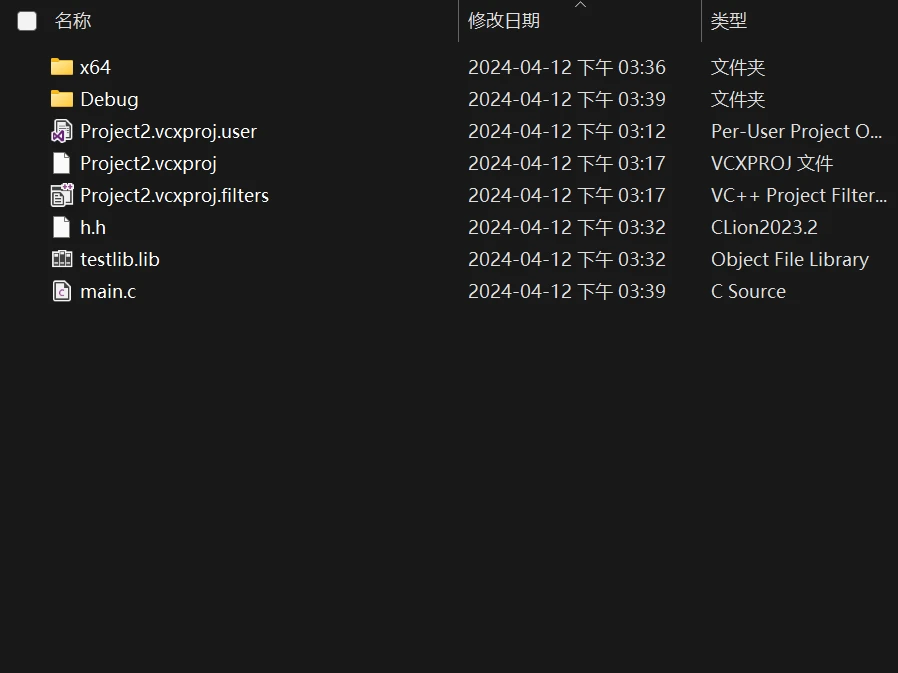 名称 修改日期 类型
x64 2024-04-12 下午 03:36 文件夹
Debug 2024-04-12 下午 03:39 文件夹
Project2.vcxproj.user 2024-04-12 下午 03:12 Per-User Project O...
Project2.vcxproj 2024-04-12 下午 03:17 VCXPROJ 文件
Project2.vcxproj.filters 2024-04-12 下午 03:17 VC++ Project Filter...
h.h 2024-04-12 下午 03:32 CLion2023.2
testlib.lib 2024-04-12 下午 03:32 Object File Library
main.c 2024-04-12 下午 03:39 C Source